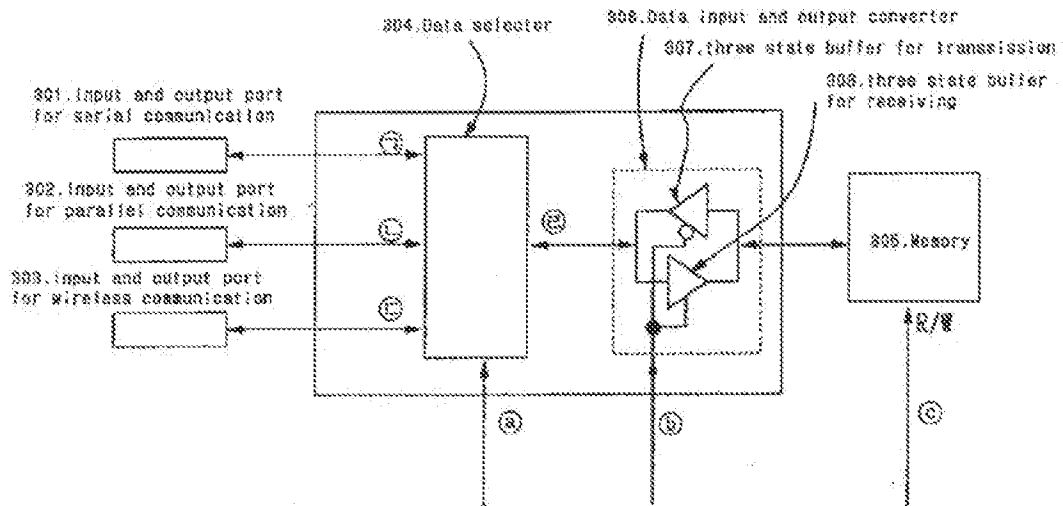 304.Data selector
306.Data input and output converter
307.three state buffer for transmission
308.three state buffer
for receiving
301.Input and output port
for serial communication
302.Input and output port
for parallel communication
303.input and output port
for wireless communication
305.Memory
R/W
㉠
㉡
㉢
㉣
ⓐ
ⓑ
ⓒ